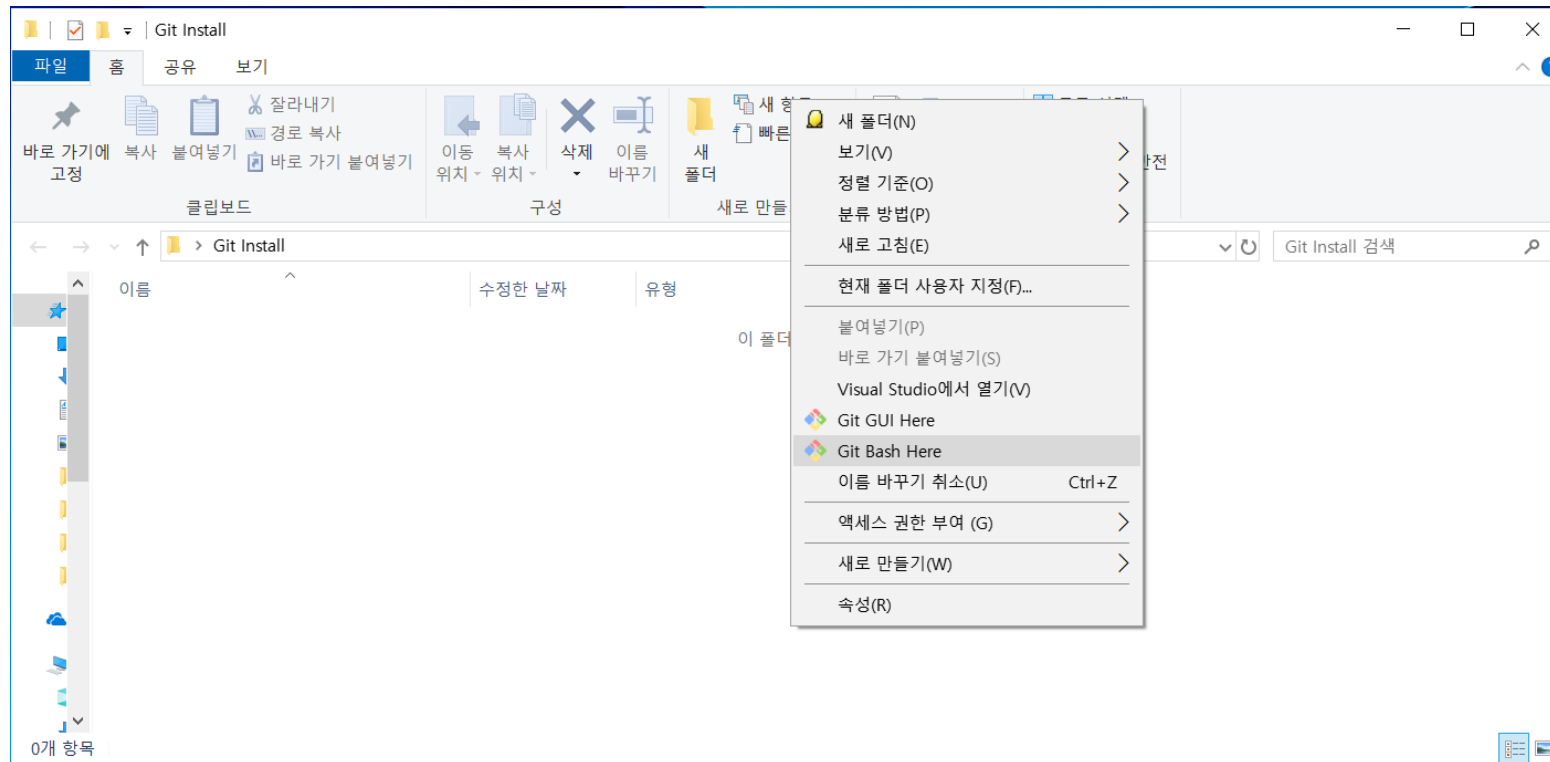 Git Install
파일 홈 공유 보기
바로 가기에 고정
복사
붙여넣기
잘라내기
경로 복사
바로 가기 붙여넣기
이동 위치
복사 위치
삭제
이름 바꾸기
새 폴더
새
빠른
클립보드
구성
새로 만들
Git Install
Git Install 검색
이름 수정한 날짜 유형
이 폴더
새 폴더(N)
보기(V)
정렬 기준(O)
분류 방법(P)
새로 고침(E)
현재 폴더 사용자 지정(F)...
붙여넣기(P)
바로 가기 붙여넣기(S)
Visual Studio에서 열기(V)
Git GUI Here
Git Bash Here
이름 바꾸기 취소(U) Ctrl+Z
액세스 권한 부여 (G)
새로 만들기(W)
속성(R)
0개 항목